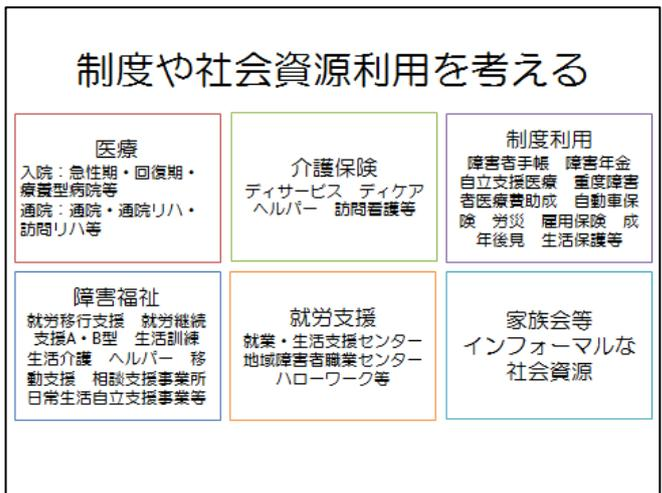 制度や社会資源利用を考える
医療
入院：急性期・回復期・
療養型病院等
通院：通院・通院リハ・
訪問リハ等
介護保険
ディサービス　ディケア
ヘルパー　訪問看護等
制度利用
障害者手帳　障害年金
自立支援医療　重度障害
者医療費助成　自動車保
険　労災　雇用保険　成
年後見　生活保護等
障害福祉
就労移行支援　就労継続
支援A・B型　生活訓練
生活介護　ヘルパー　移
動支援　相談支援事業所
日常生活自立支援事業等
就労支援
就業・生活支援センター
地域障害者職業センター
ハローワーク等
家族会等
インフォーマルな
社会資源